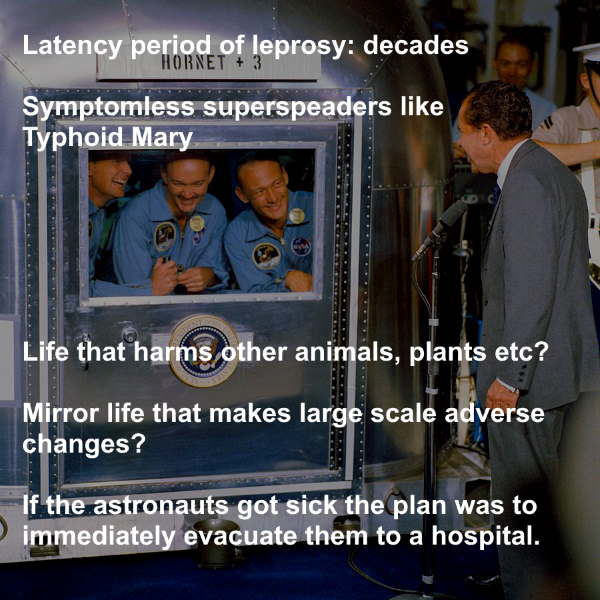 Latency period of leprosy: decades
HORNET + 3
Symptomless superspeaders like
Typhoid Mary
Life that harms other animals, plants etc?
Mirror life that makes large scale adverse
changes?
If the astronauts got sick the plan was to
immediately evacuate them to a hospital.